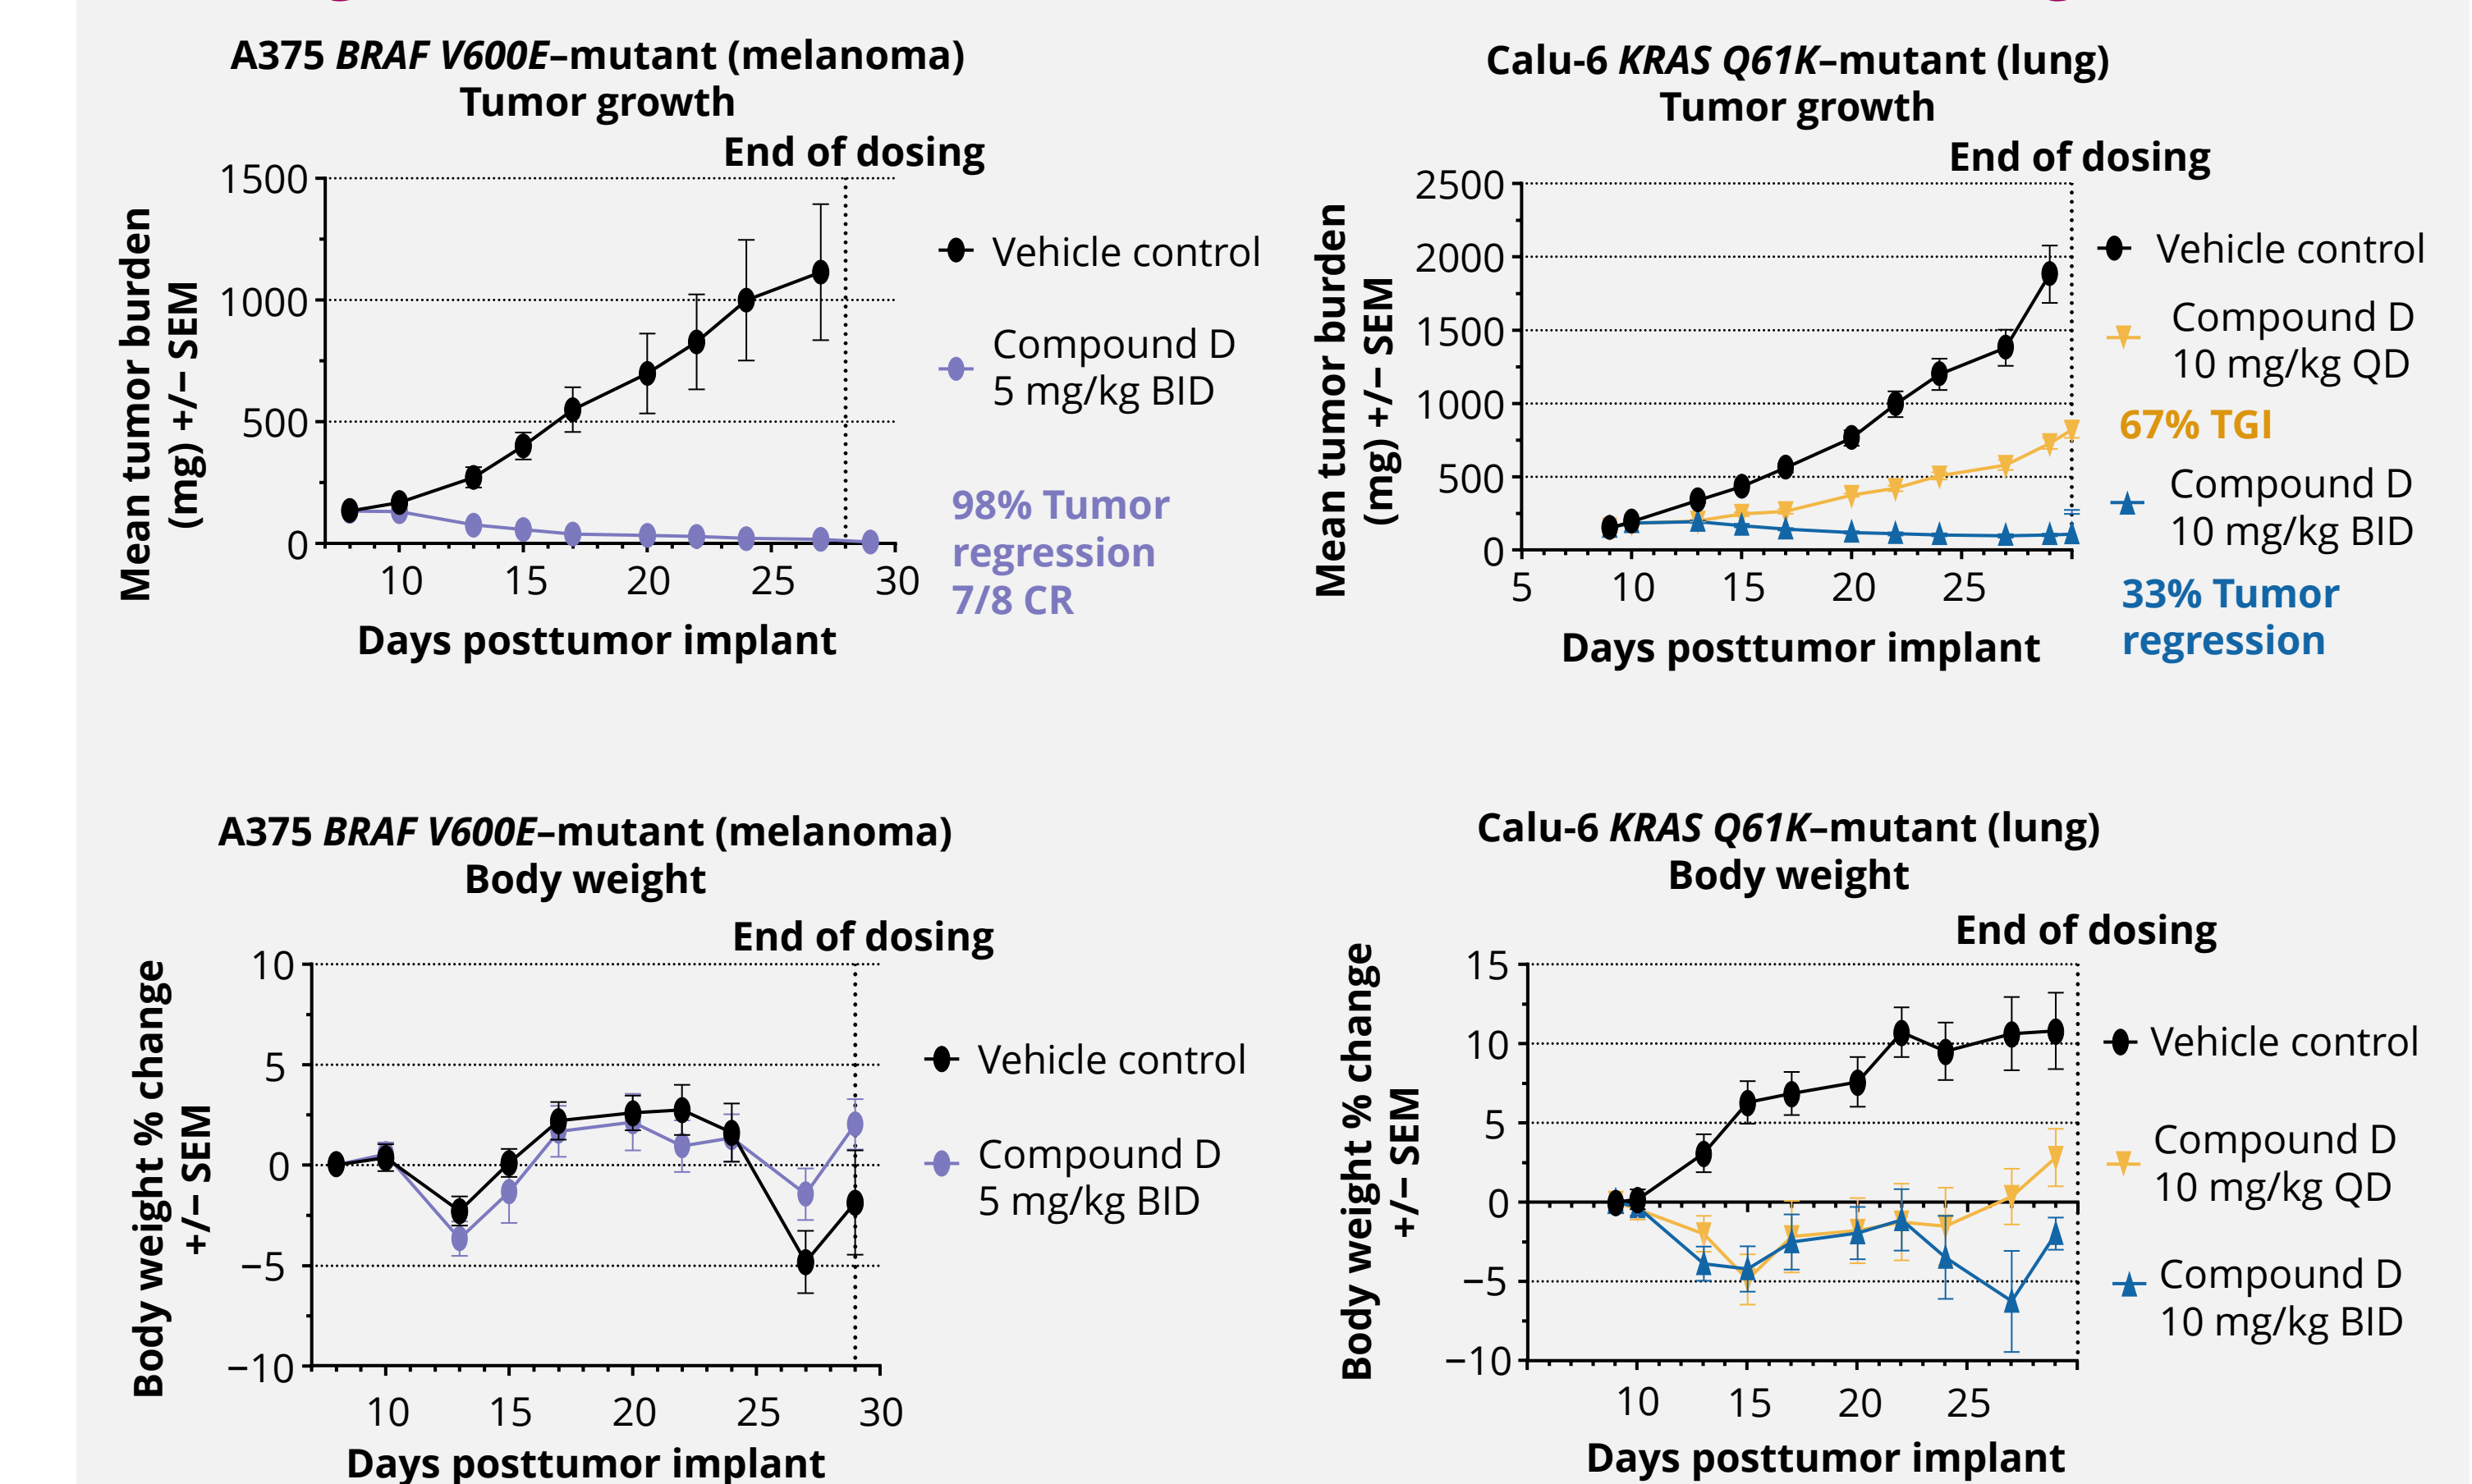 A375 BRAF V600E–mutant (melanoma)
Tumor growth
End of dosing
Mean tumor burden
(mg) +/− SEM
1500
1000
500
0
10 15 20 25 30
Days posttumor implant
Vehicle control
Compound D
5 mg/kg BID
98% Tumor
regression
7/8 CR
Calu-6 KRAS Q61K–mutant (lung)
Tumor growth
End of dosing
Mean tumor burden
(mg) +/− SEM
2500
2000
1500
1000
500
0
5 10 15 20 25
Days posttumor implant
Vehicle control
Compound D
10 mg/kg QD
67% TGI
Compound D
10 mg/kg BID
33% Tumor
regression
A375 BRAF V600E–mutant (melanoma)
Body weight
End of dosing
Body weight % change
+/− SEM
10
5
0
−5
−10
10 15 20 25 30
Days posttumor implant
Vehicle control
Compound D
5 mg/kg BID
Calu-6 KRAS Q61K–mutant (lung)
Body weight
End of dosing
Body weight % change
+/− SEM
15
10
5
0
−5
−10
10 15 20 25
Days posttumor implant
Vehicle control
Compound D
10 mg/kg QD
Compound D
10 mg/kg BID